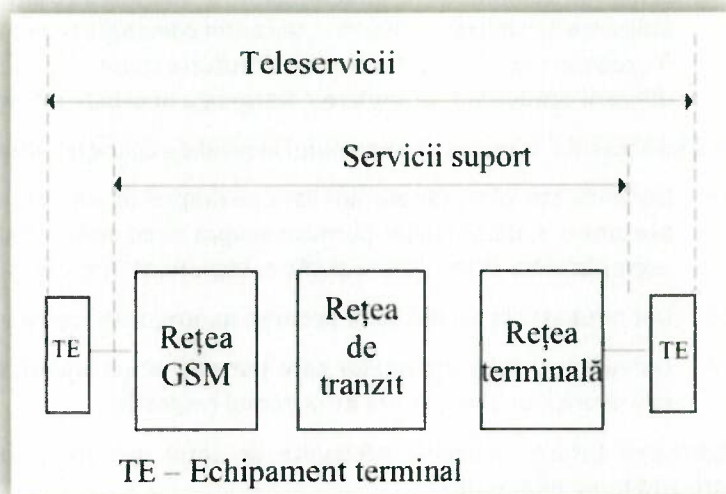 Teleservicii
Servicii suport
TE
Rețea
GSM
Rețea
de
tranzit
Rețea
terminală
TE
TE – Echipament terminal